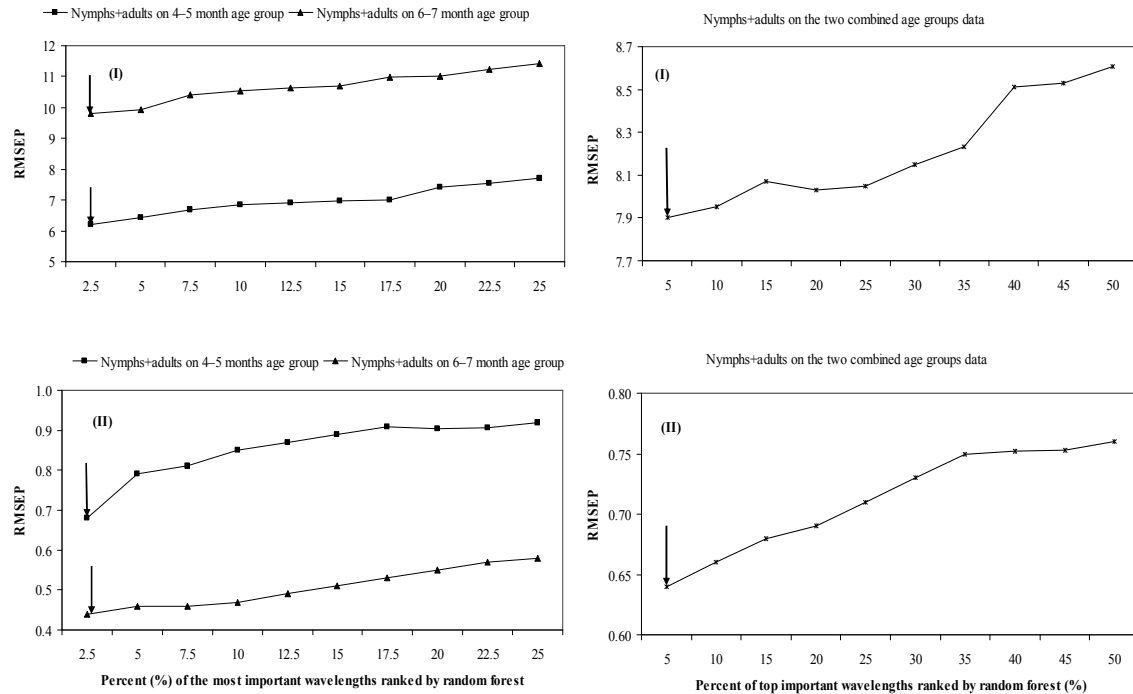 Nymphs+adults on 4–5 month age group Nymphs+adults on 6–7 month age group
12
11
10
9
8
7
6
5
RMSEP
(I)
2.5 5 7.5 10 12.5 15 17.5 20 22.5 25
Nymphs+adults on the two combined age groups data
8.7
8.5
8.3
8.1
7.9
7.7
RMSEP
(I)
5 10 15 20 25 30 35 40 45 50
Nymphs+adults on 4–5 months age group Nymphs+adults on 6–7 month age group
1.0
0.9
0.8
0.7
0.6
0.5
0.4
RMSEP
(II)
2.5 5 7.5 10 12.5 15 17.5 20 22.5 25
Percent (%) of the most important wavelengths ranked by random forest
Nymphs+adults on the two combined age groups data
0.80
0.75
0.70
0.65
0.60
RMSEP
(II)
5 10 15 20 25 30 35 40 45 50
Percent of top important wavelengths ranked by random forest (%)